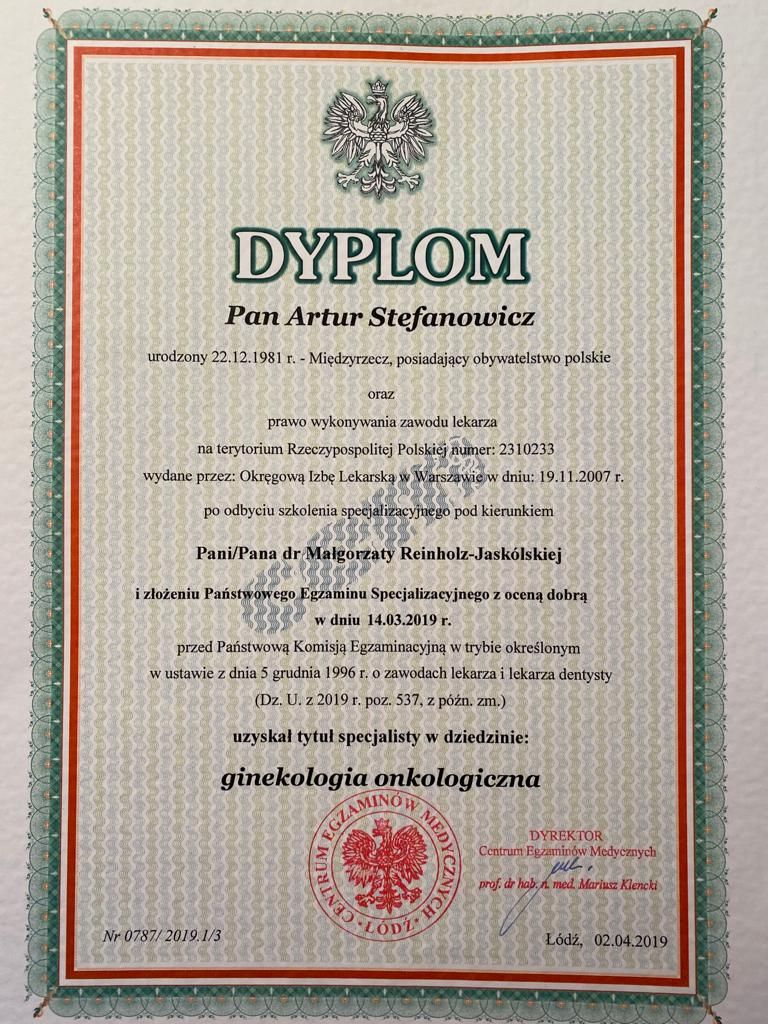 DYPLOM
Pan Artur Stefanowicz
urodzony 22.12.1981 r. - Międzyrzecz, posiadający obywatelstwo polskie
oraz
prawo wykonywania zawodu lekarza
na terytorium Rzeczypospolitej Polskiej numer: 2310233
wydane przez: Okręgową Izbę Lekarską w Warszawie w dniu: 19.11.2007 r.
po odbyciu szkolenia specjalizacyjnego pod kierunkiem
Pani/Pana dr Małgorzaty Reinholz-Jaskólskiej
i złożeniu Państwowego Egzaminu Specjalizacyjnego z oceną dobrą
w dniu 14.03.2019 r.
przed Państwową Komisją Egzaminacyjną w trybie określonym
w ustawie z dnia 5 grudnia 1996 r. o zawodach lekarza i lekarza dentysty
(Dz. U. z 2019 r. poz. 537, z późn. zm.)
uzyskał tytuł specjalisty w dziedzinie:
ginekologia onkologiczna
CENTRUM EGZAMINÓW MEDYCZNYCH
• ŁÓDŹ •
DYREKTOR
Centrum Egzaminów Medycznych
prof. dr hab. n. med. Mariusz Klencki
Nr 0787/ 2019.1/3
Łódź, 02.04.2019